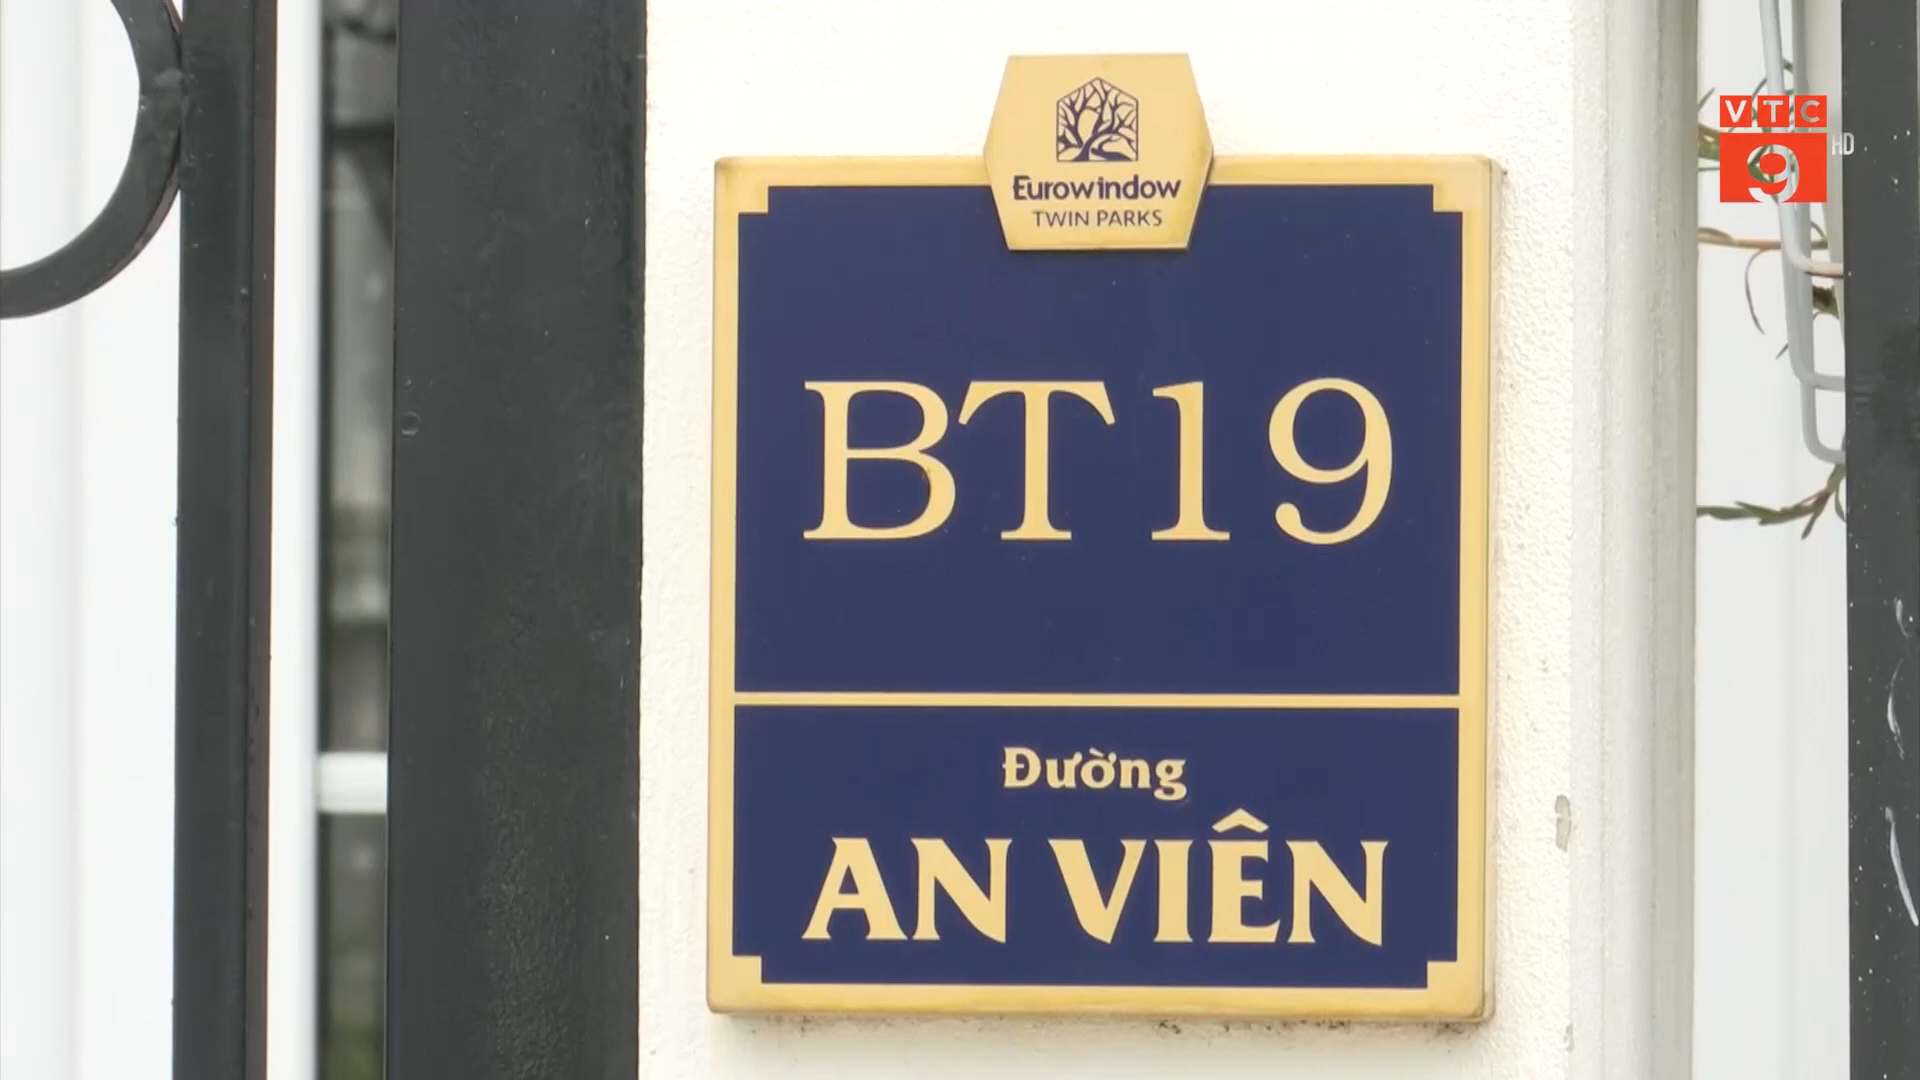 Eurowindow
TWIN PARKS
VTC
9
HD
BT19
Đường
AN VIÊN